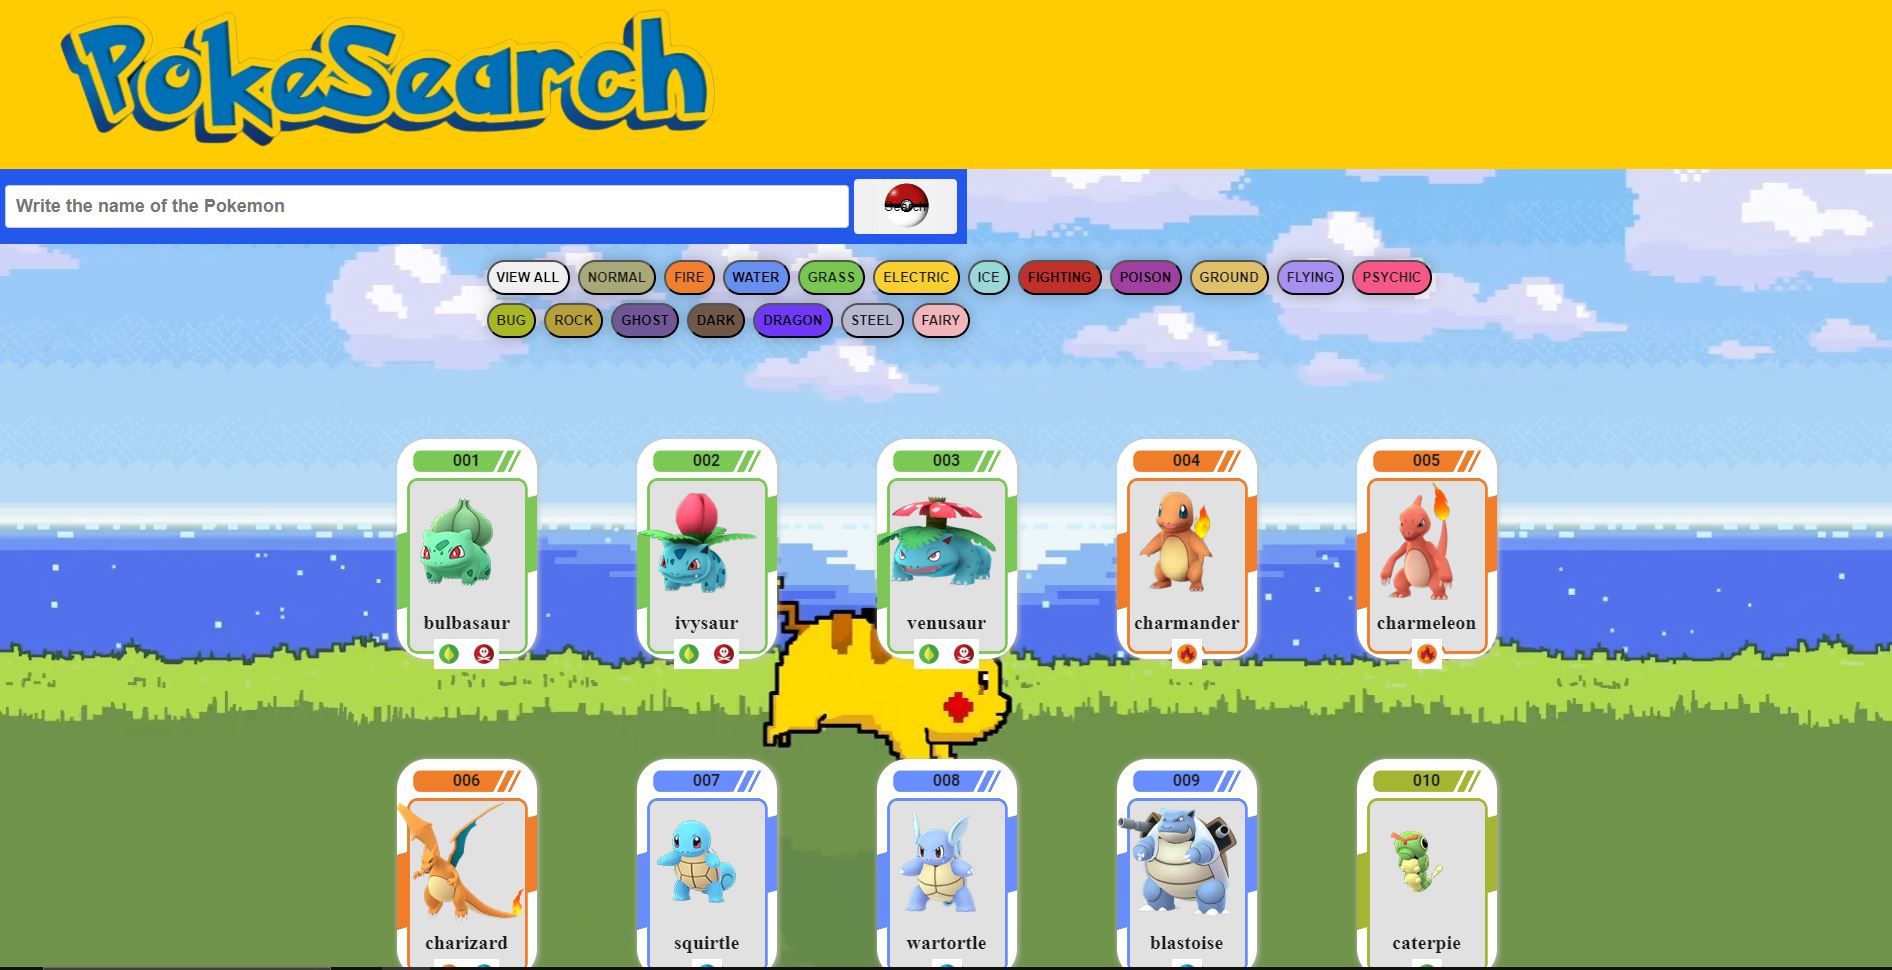 PokeSearch
Write the name of the Pokemon
Search
VIEW ALL NORMAL FIRE WATER GRASS ELECTRIC ICE FIGHTING POISON GROUND FLYING PSYCHIC
BUG ROCK GHOST DARK DRAGON STEEL FAIRY
001 002 003 004 005
bulbasaur ivysaur venusaur charmander charmeleon
006 007 008 009 010
charizard squirtle wartortle blastoise caterpie